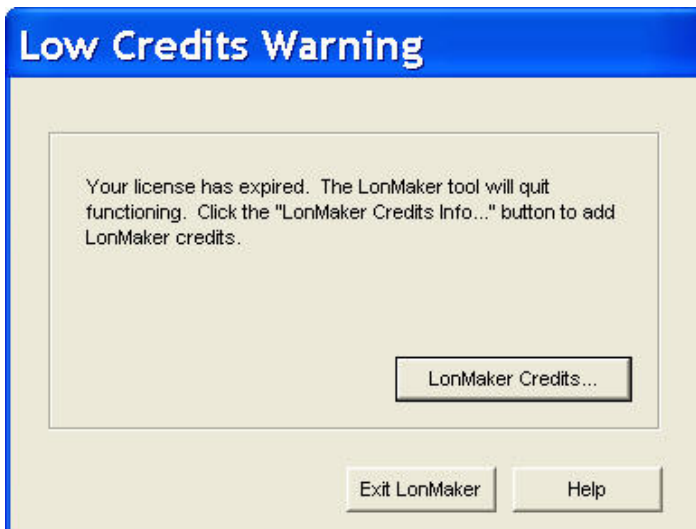 Low Credits Warning
Your license has expired.  The LonMaker tool will quit
functioning.  Click the "LonMaker Credits Info..." button to add
LonMaker credits.
LonMaker Credits...
Exit LonMaker
Help